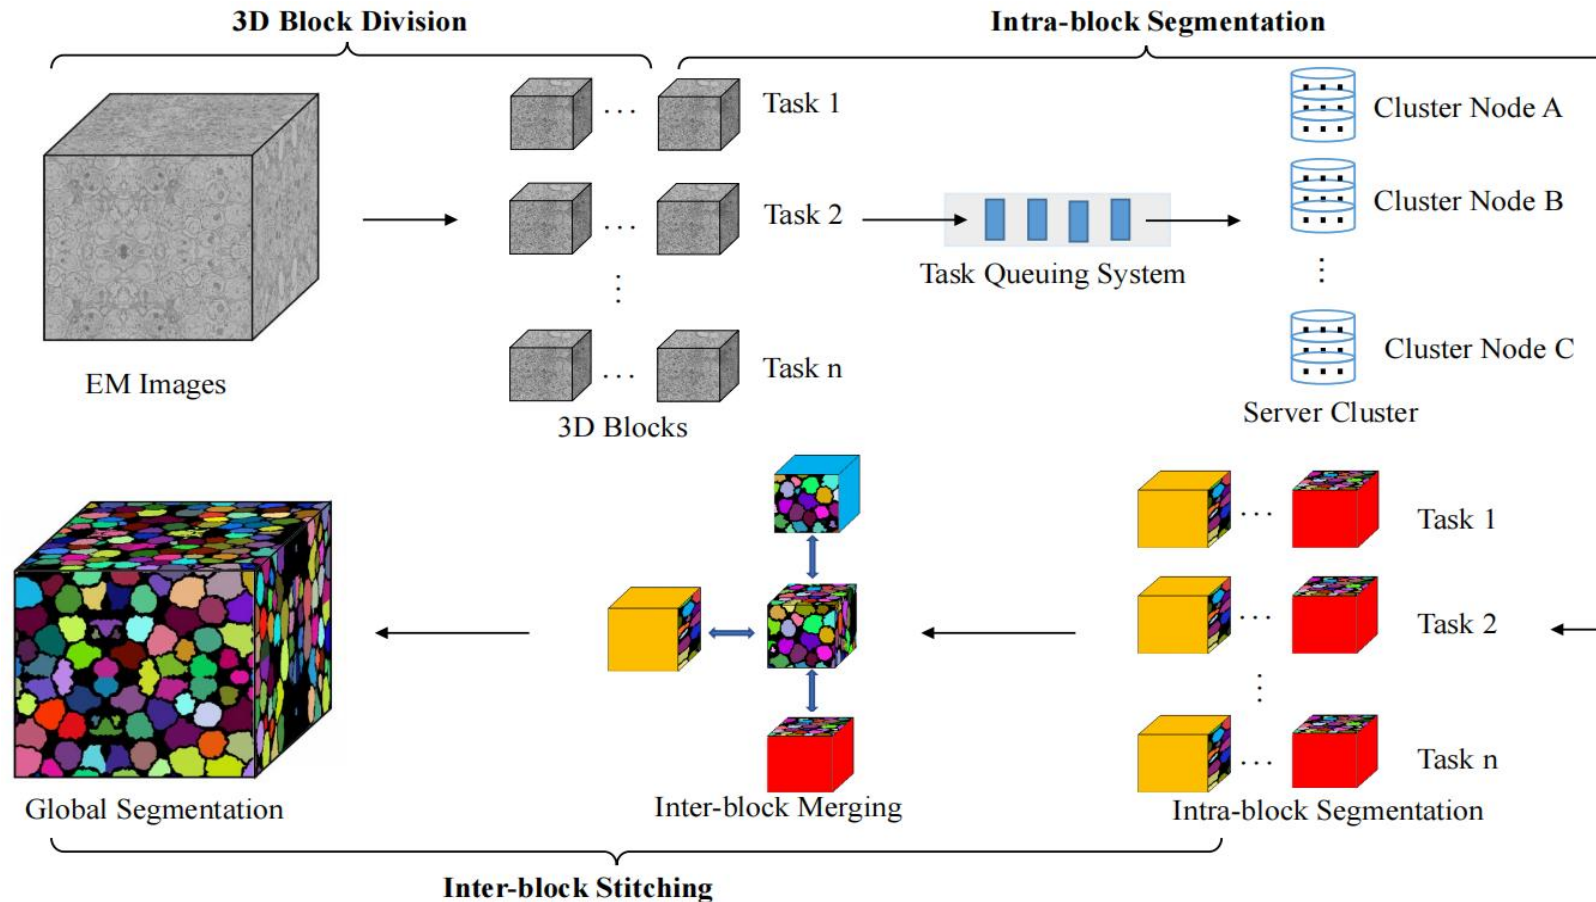 3D Block Division
Intra-block Segmentation
Task 1
Cluster Node A
Task 2
Cluster Node B
Task Queuing System
Task n
Cluster Node C
EM Images
3D Blocks
Server Cluster
Task 1
Task 2
Task n
Global Segmentation
Inter-block Merging
Intra-block Segmentation
Inter-block Stitching